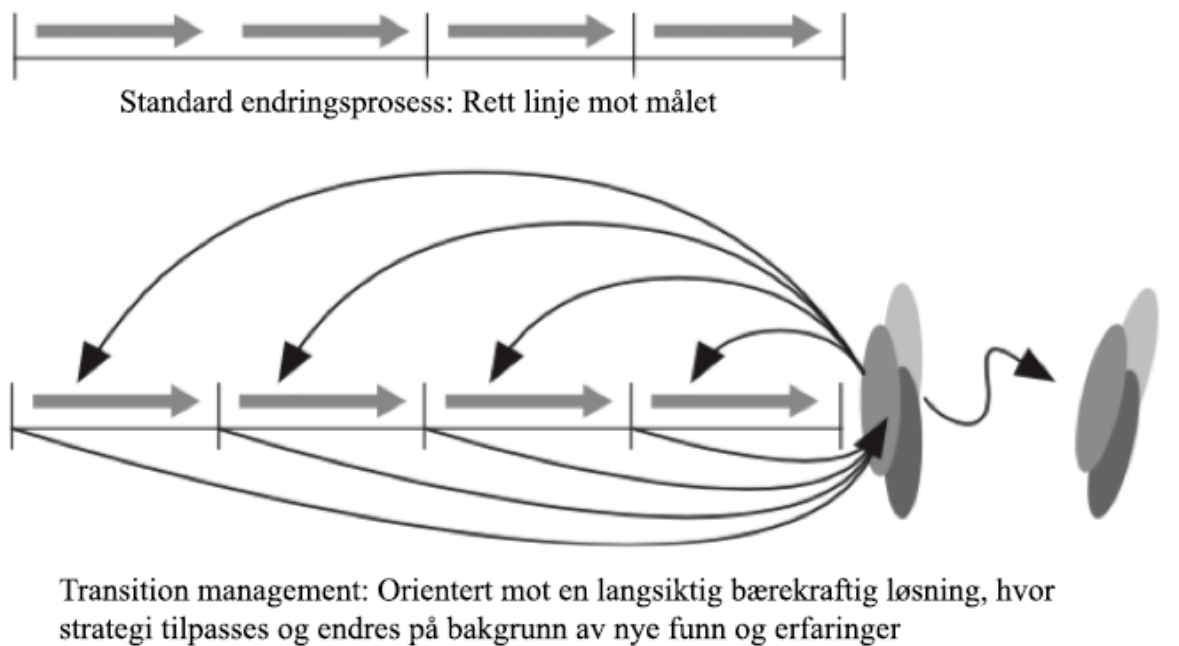 Standard endringsprosess: Rett linje mot målet
Transition management: Orientert mot en langsiktig bærekraftig løsning, hvor
strategi tilpasses og endres på bakgrunn av nye funn og erfaringer